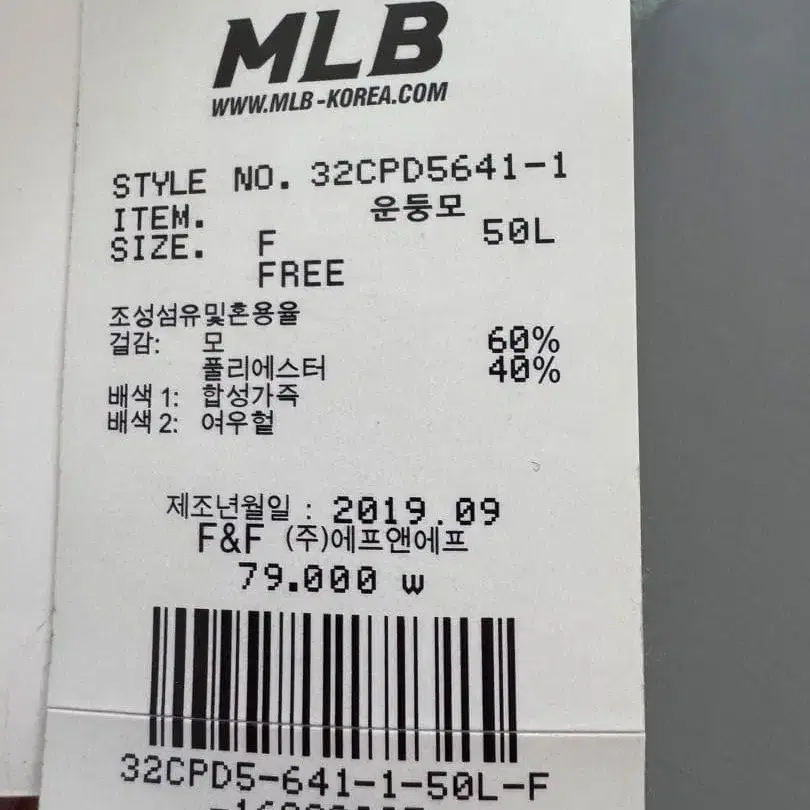 MLB
WWW.MLB-KOREA.COM
STYLE NO. 32CPD5641-1
ITEM. 운동모
SIZE. F 50L
FREE
조성섬유및혼용율
겉감: 모 60%
폴리에스터 40%
배색 1: 합성가죽
배색 2: 여우털
제조년월일 : 2019.09
F&F (주)에프앤에프
79.000 w
32CPD5-641-1-50L-F